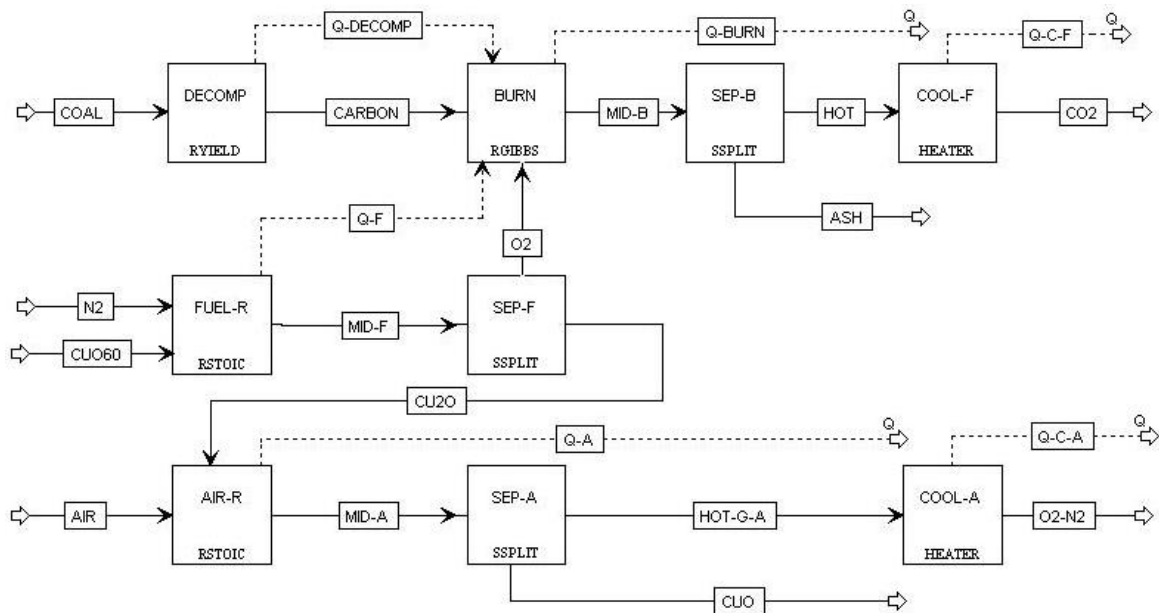 Q-DECOMP
Q-BURN
Q
Q-C-F
Q
COAL
DECOMP
RYIELD
CARBON
BURN
RGIBBS
MID-B
SEP-B
SSPLIT
HOT
COOL-F
HEATER
CO2
ASH
Q-F
O2
N2
CUO60
FUEL-R
RSTOIC
MID-F
SEP-F
SSPLIT
CU2O
Q-A
Q
Q-C-A
Q
AIR
AIR-R
RSTOIC
MID-A
SEP-A
SSPLIT
HOT-G-A
COOL-A
HEATER
O2-N2
CUO